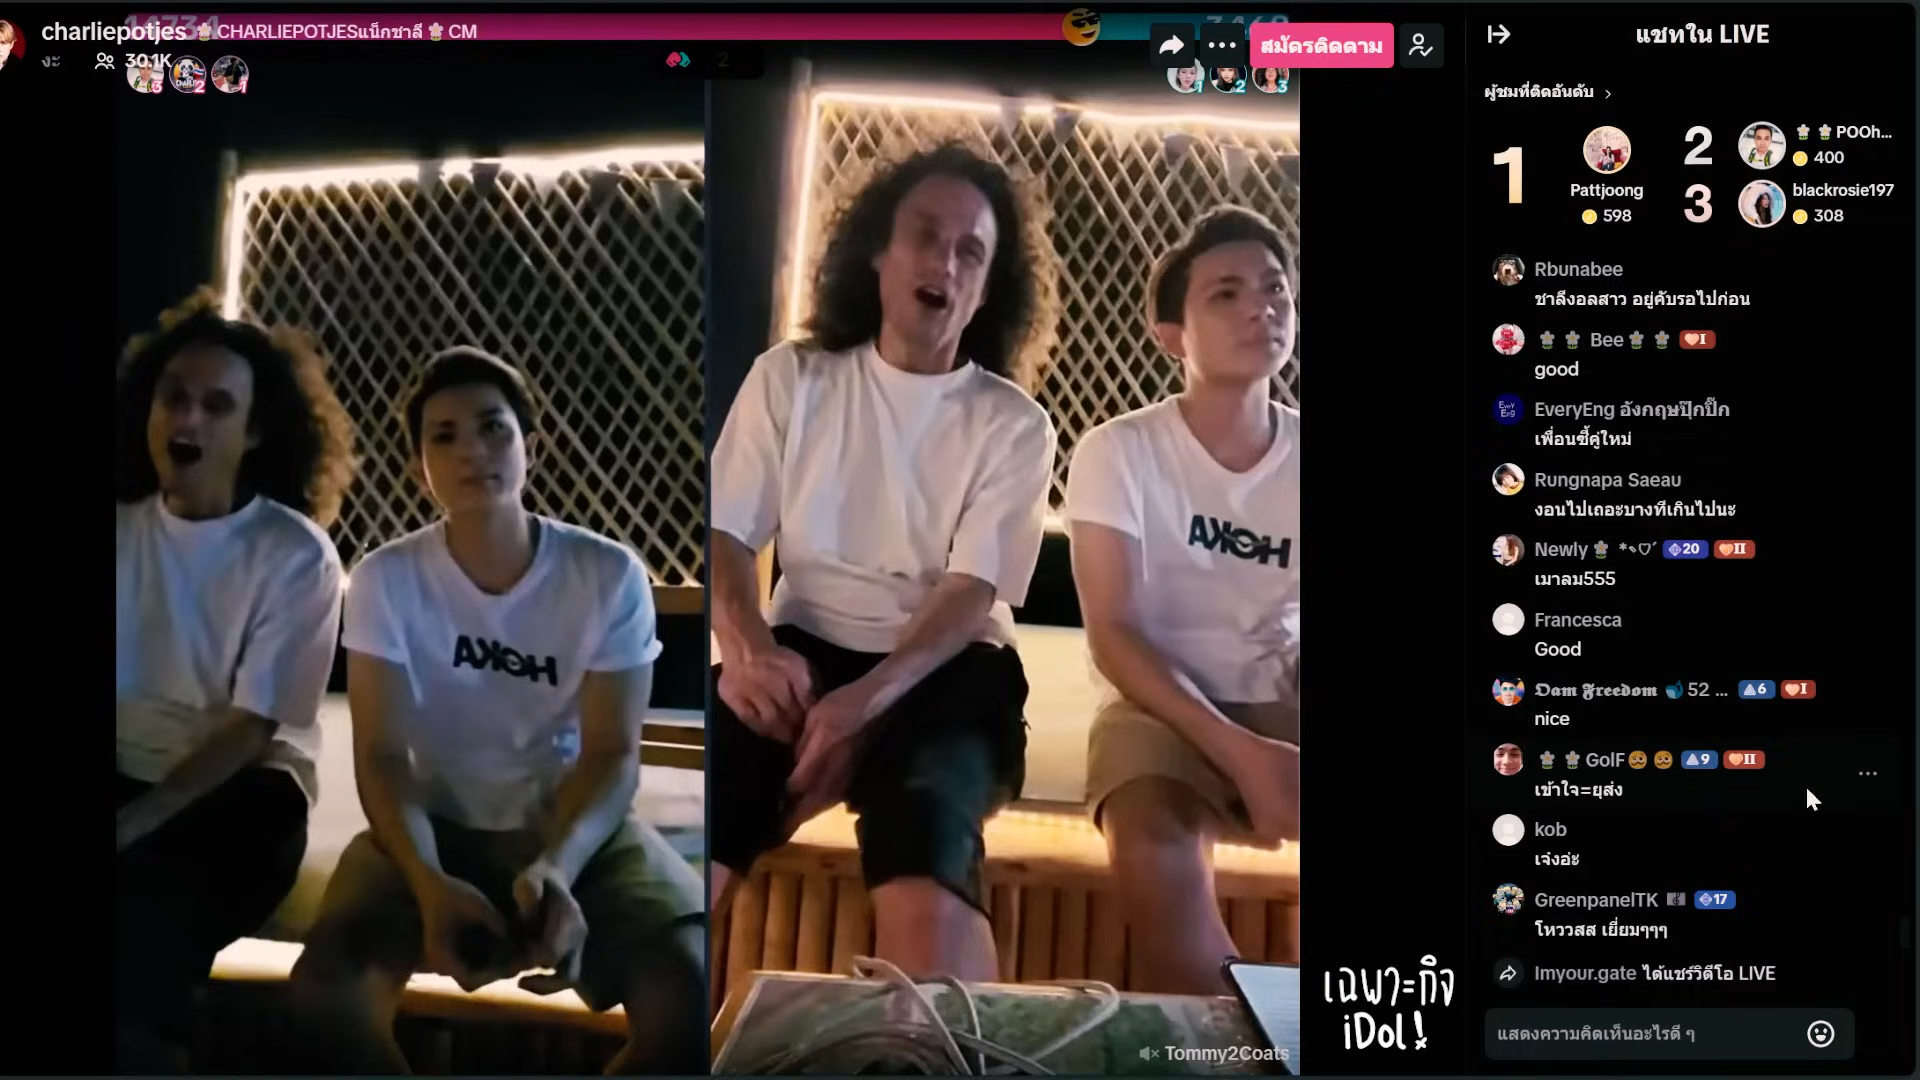 charliepotjes CHARLIEPOTJESแน็กชาลี CM
30.1K
สมัครติดตาม
3 2 1
1 2 3
แชทใน LIVE
ผู้ชมที่ติดอันดับ
1 Pattjoong 598
2 POOh... 400
3 blackrosie197 308
Rbunabee
ชาลีงอลสาว อยู่คับรอไปก่อน
Bee I
good
EveryEng อังกฤษปุ๊กปิ๊ก
เพื่อนซี้คู่ใหม่
Rungnapa Saeau
งอนไปเถอะบางทีเกินไปนะ
Newly 20 II
เมาลม555
Francesca
Good
𝕯𝖆𝖒 𝕱𝖗𝖊𝖊𝖉𝖔𝖒 52 ... 6 I
nice
GolF 9 II
เข้าใจ=ยุส่ง
kob
เจ๋งอ่ะ
GreenpanelTK 17
โหววสส เยี่ยมๆๆๆ
Imyour.gate ได้แชร์วิดีโอ LIVE
แสดงความคิดเห็นอะไรดี ๆ
HOKA
HOKA
เฉพาะกิจ
iDol!
Tommy2Coats